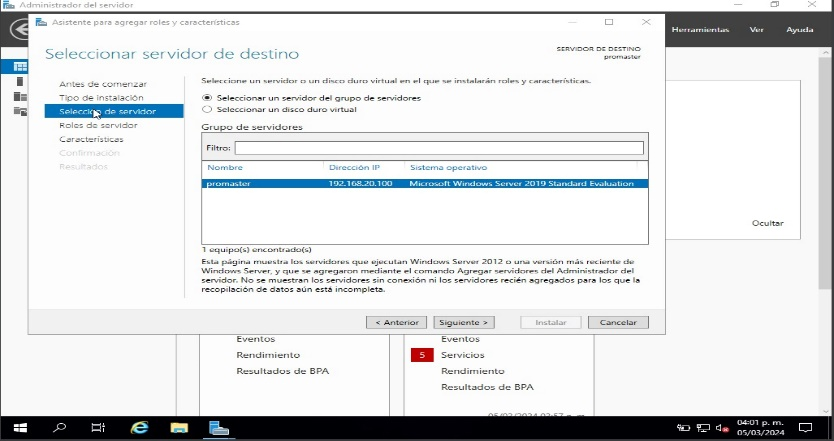 Administrador del servidor
Asistente para agregar roles y características
Herramientas Ver Ayuda
Seleccionar servidor de destino
SERVIDOR DE DESTINO
promaster
Antes de comenzar
Tipo de instalación
Selección de servidor
Roles de servidor
Características
Confirmación
Resultados
Seleccione un servidor o un disco duro virtual en el que se instalarán roles y características.
Seleccionar un servidor del grupo de servidores
Seleccionar un disco duro virtual
Grupo de servidores
Filtro:
Nombre Dirección IP Sistema operativo
promaster 192.168.20.100 Microsoft Windows Server 2019 Standard Evaluation
1 equipo(s) encontrado(s)
Esta página muestra los servidores que ejecutan Windows Server 2012 o una versión más reciente de
Windows Server, y que se agregaron mediante el comando Agregar servidores del Administrador del
servidor. No se muestran los servidores sin conexión ni los servidores recién agregados para los que la
recopilación de datos aún está incompleta.
Ocultar
< Anterior Siguiente > Instalar Cancelar
Eventos
Rendimiento
Resultados de BPA
Eventos
5 Servicios
Rendimiento
Resultados de BPA
05/03/2024 03:57 p. m.
04:01 p. m.
05/03/2024